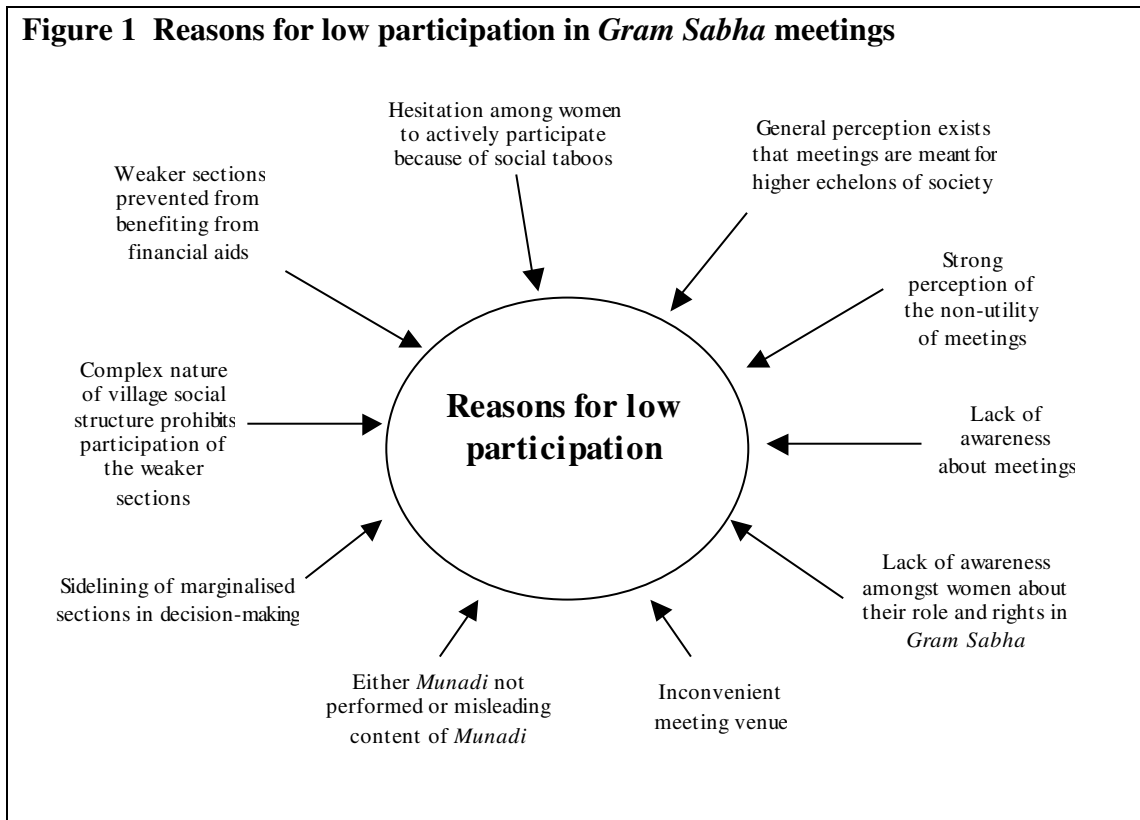 Figure 1 Reasons for low participation in Gram Sabha meetings
Hesitation among women
to actively participate
because of social taboos
General perception exists
that meetings are meant for
higher echelons of society
Weaker sections
prevented from
benefiting from
financial aids
Strong
perception of
the non-utility
of meetings
Complex nature
of village social
structure prohibits
participation of
the weaker
sections
Reasons for low
participation
Lack of
awareness
about meetings
Sidelining of marginalised
sections in decision-making
Lack of awareness
amongst women about
their role and rights in
Gram Sabha
Either Munadi not
performed or misleading
content of Munadi
Inconvenient
meeting venue